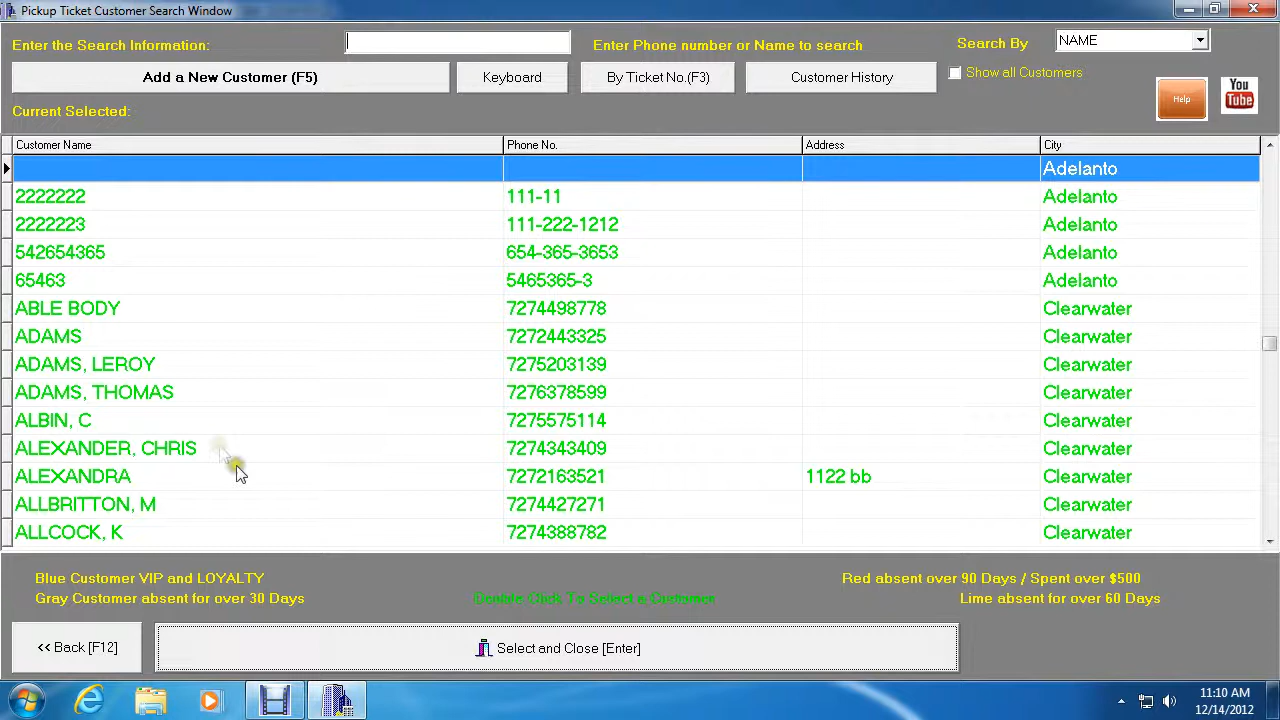 Pickup Ticket Customer Search Window
Enter the Search Information:
Enter Phone number or Name to search
Search By
NAME
Add a New Customer (F5)
Keyboard
By Ticket No.(F3)
Customer History
Show all Customers
Help
You Tube
Current Selected:
Customer Name Phone No. Address City
Adelanto
2222222 111-11 Adelanto
2222223 111-222-1212 Adelanto
542654365 654-365-3653 Adelanto
65463 5465365-3 Adelanto
ABLE BODY 7274498778 Clearwater
ADAMS 7272443325 Clearwater
ADAMS, LEROY 7275203139 Clearwater
ADAMS, THOMAS 7276378599 Clearwater
ALBIN, C 7275575114 Clearwater
ALEXANDER, CHRIS 7274343409 Clearwater
ALEXANDRA 7272163521 1122 bb Clearwater
ALLBRITTON, M 7274427271 Clearwater
ALLCOCK, K 7274388782 Clearwater
Blue Customer VIP and LOYALTY
Red absent over 90 Days / Spent over $500
Gray Customer absent for over 30 Days
Double Click To Select a Customer
Lime absent for over 60 Days
<< Back [F12]
Select and Close [Enter]
11:10 AM
12/14/2012